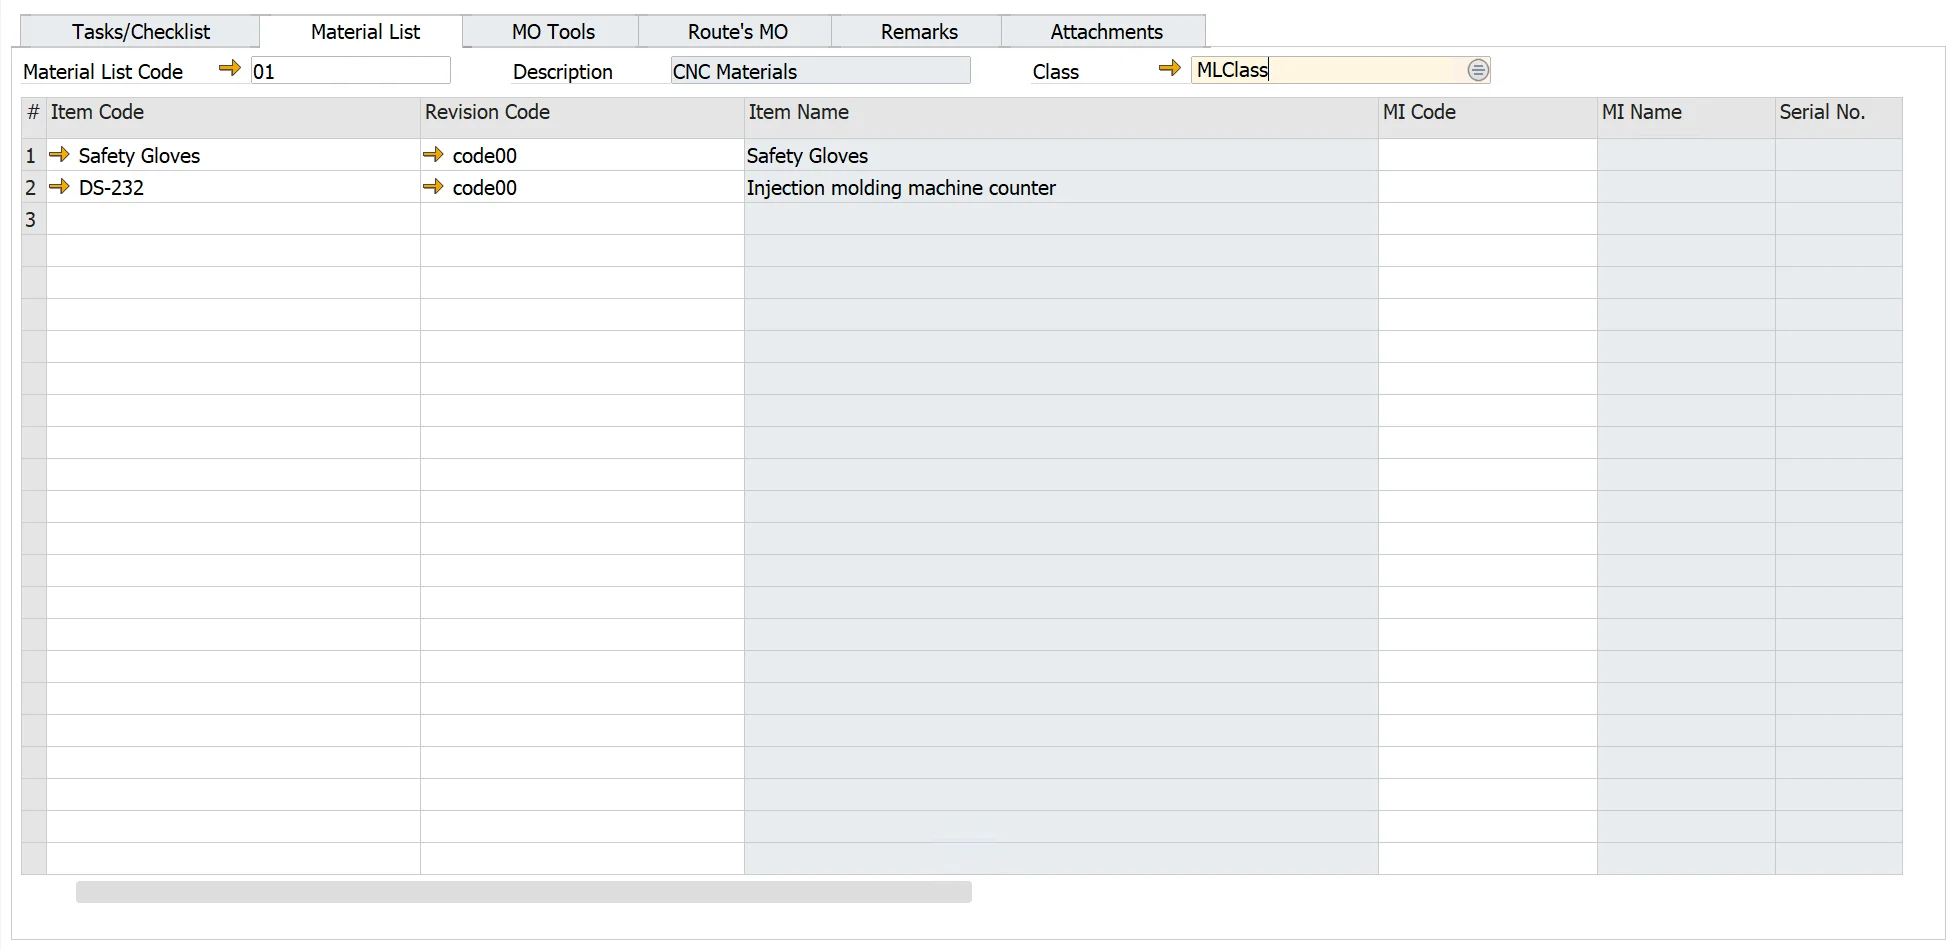 Tasks/Checklist Material List MO Tools Route's MO Remarks Attachments
Material List Code 01 Description CNC Materials Class MLClass
# Item Code Revision Code Item Name MI Code MI Name Serial No.
1 Safety Gloves code00 Safety Gloves
2 DS-232 code00 Injection molding machine counter
3